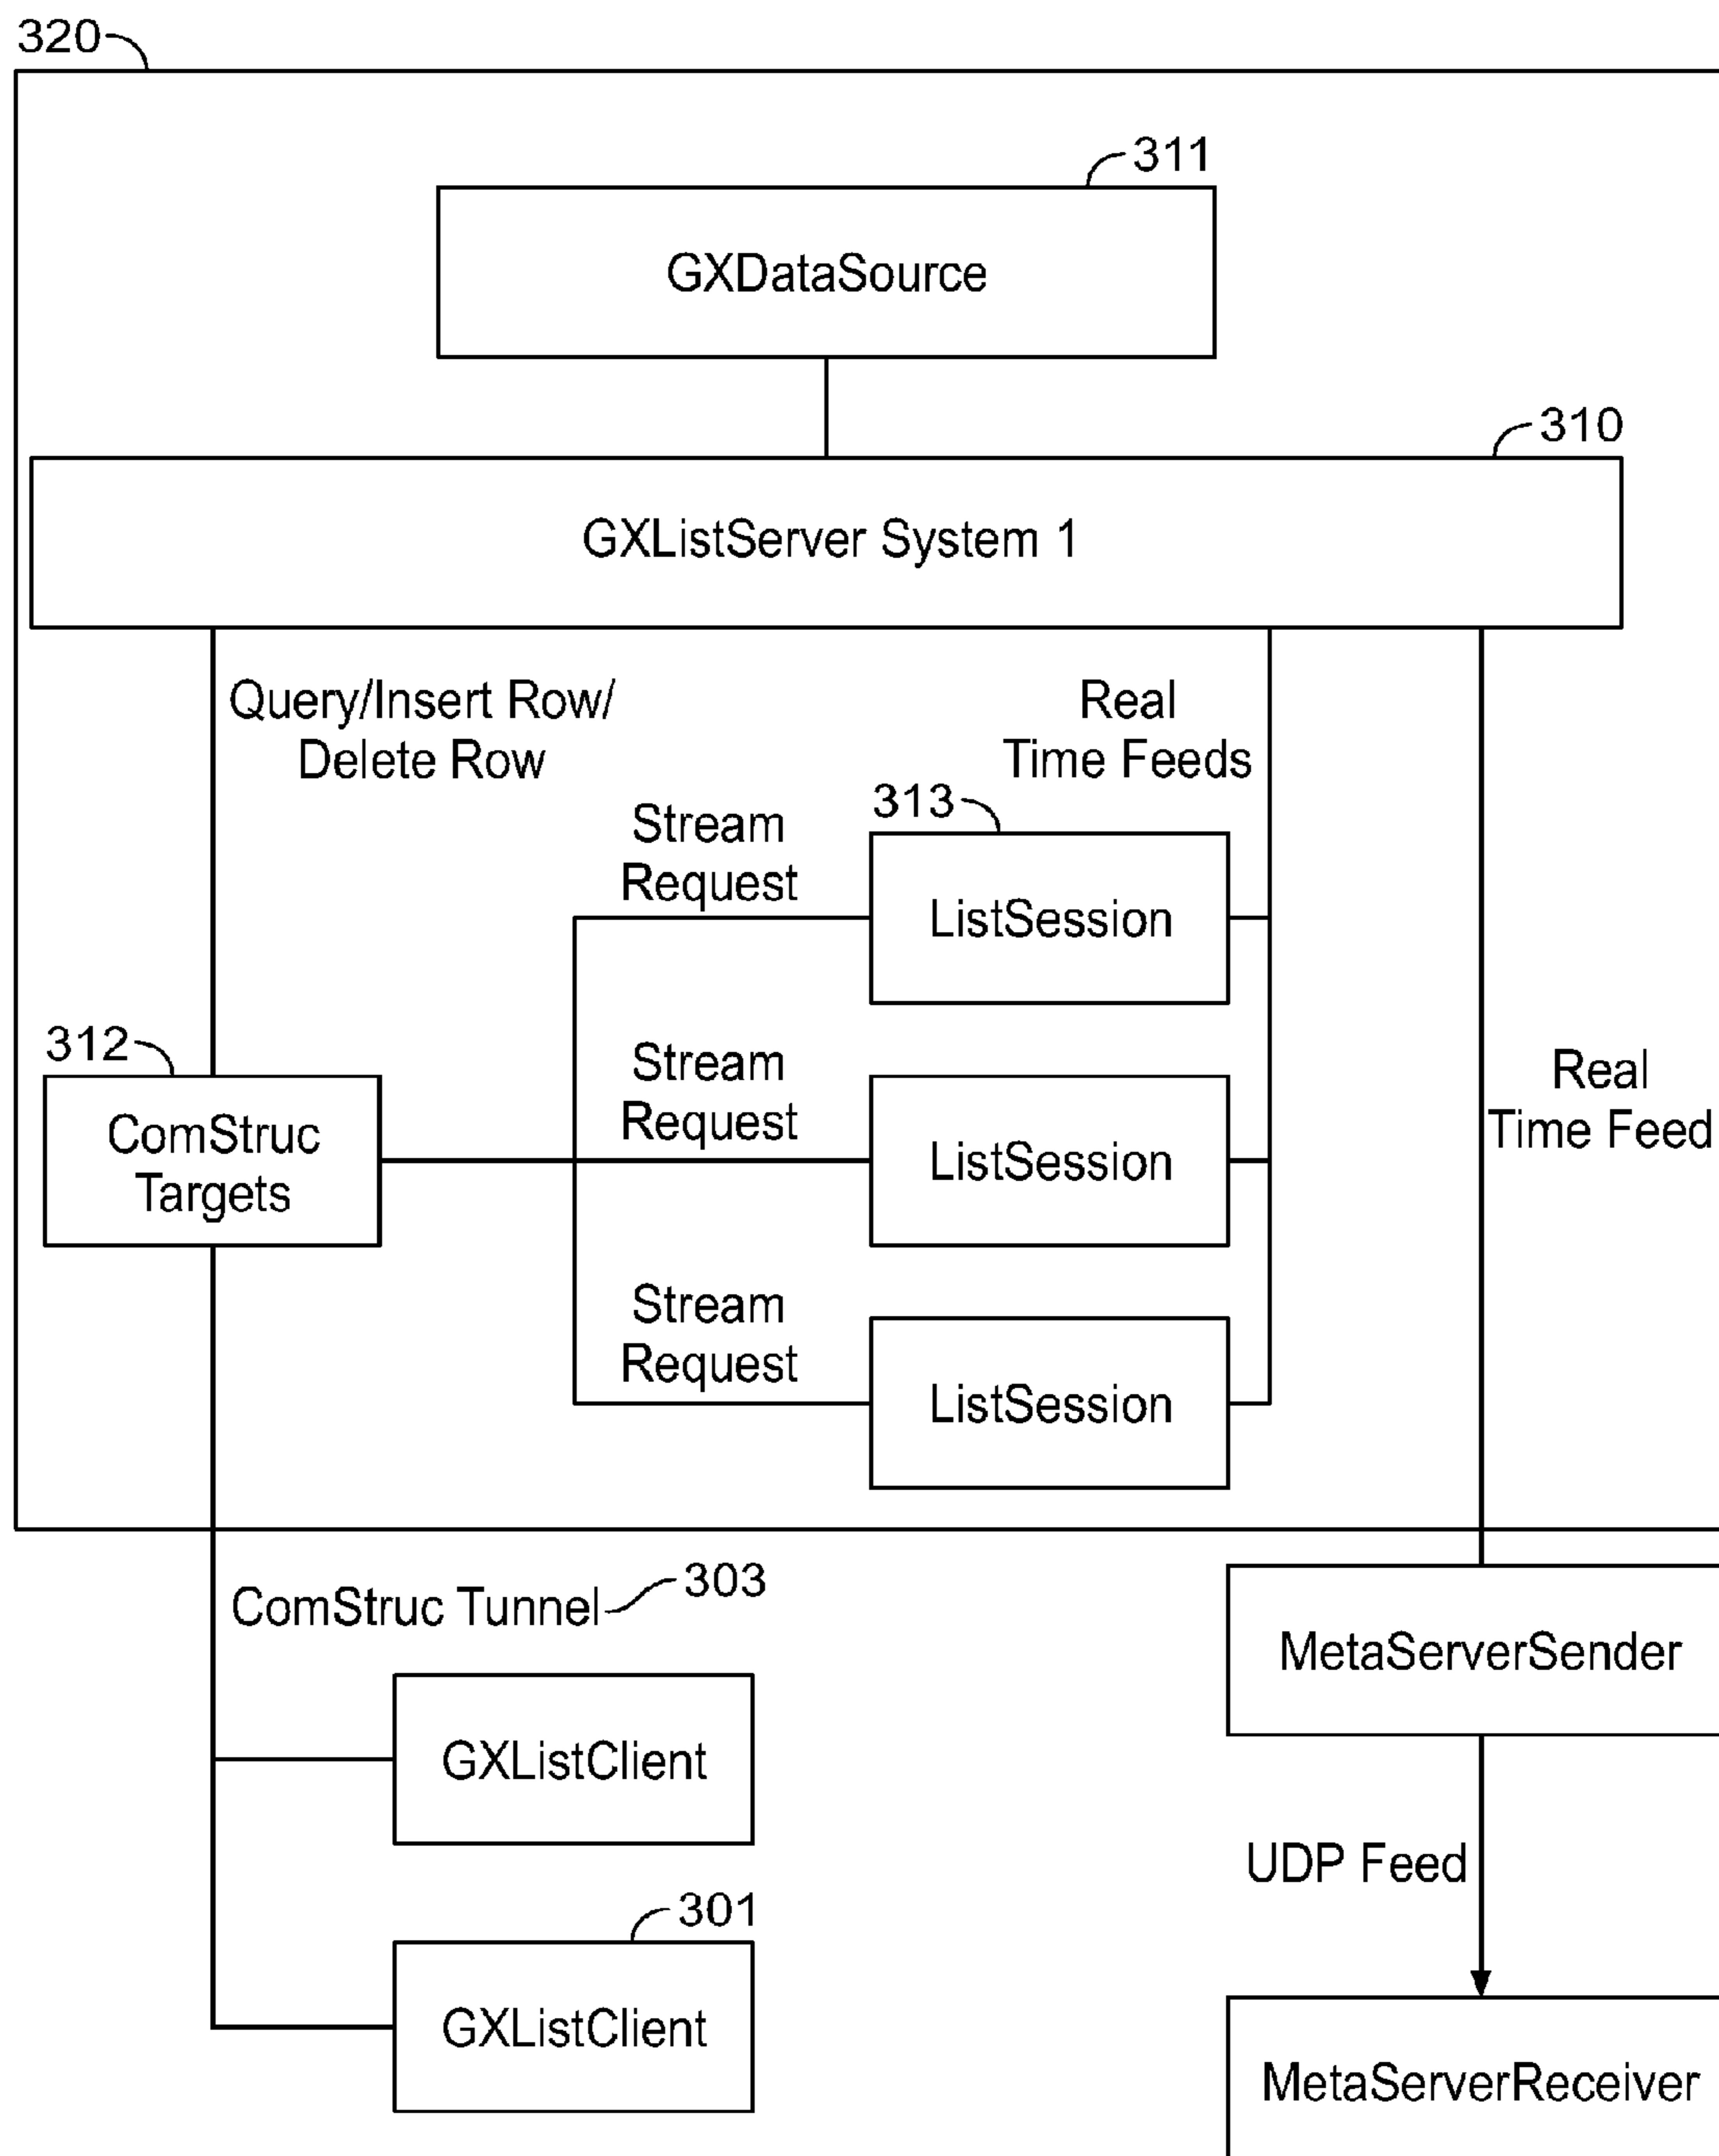 320
311
GXDataSource
310
GXListServer System 1
Query/Insert Row/
Delete Row
Real
Time Feeds
Stream
Request
313
ListSession
312
ComStruc
Targets
Stream
Request
ListSession
Real
Time Feed
Stream
Request
ListSession
ComStruc Tunnel
303
MetaServerSender
GXListClient
UDP Feed
301
GXListClient
MetaServerReceiver